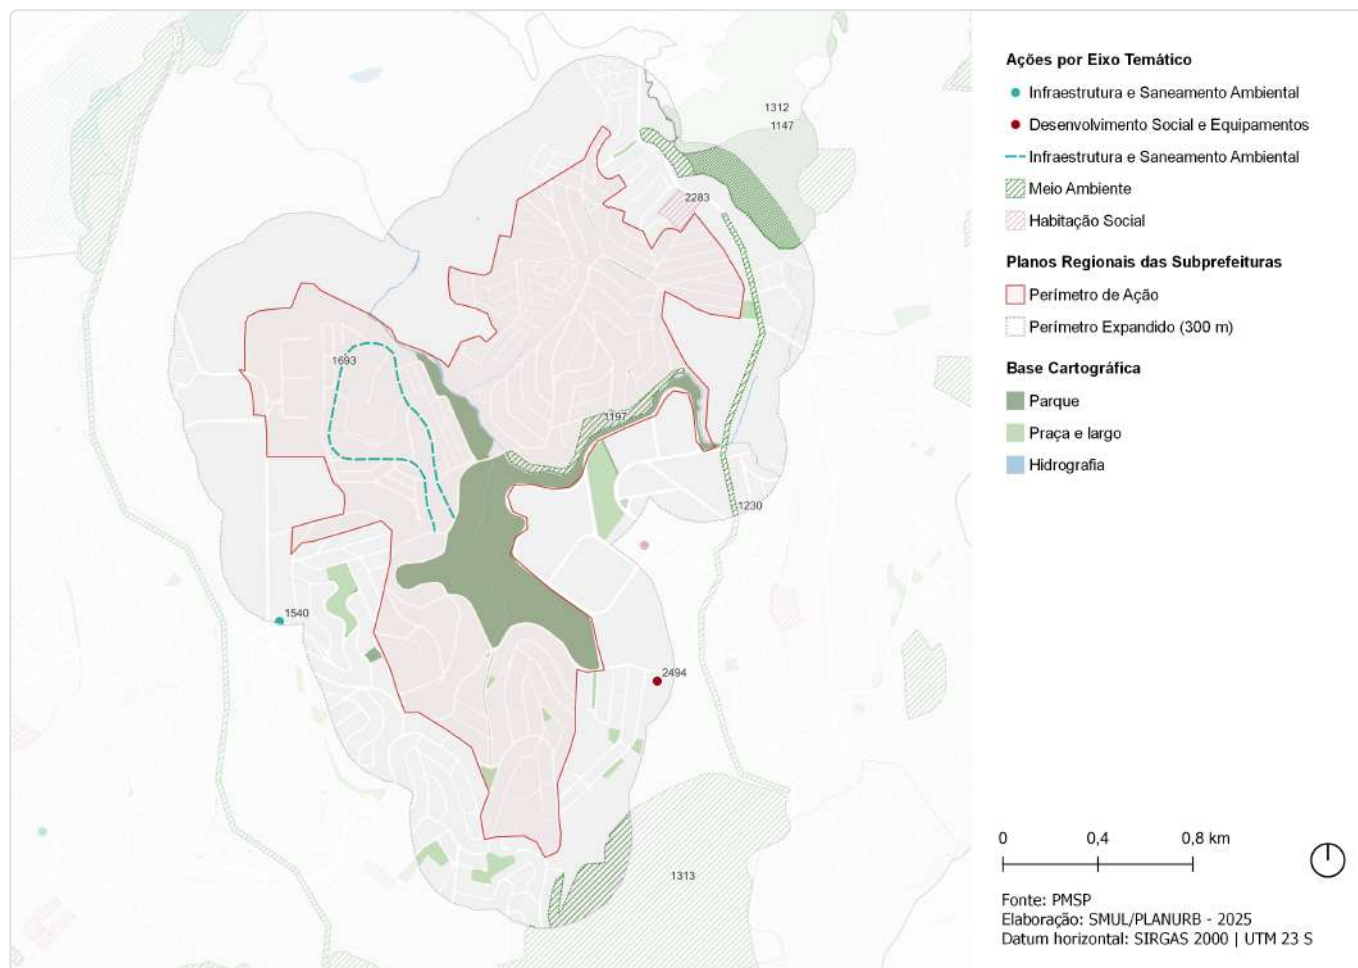 1312
1147
2283
1693
1197
1230
1540
2494
1313
Ações por Eixo Temático
Infraestrutura e Saneamento Ambiental
Desenvolvimento Social e Equipamentos
Infraestrutura e Saneamento Ambiental
Meio Ambiente
Habitação Social
Planos Regionais das Subprefeituras
Perímetro de Ação
Perímetro Expandido (300 m)
Base Cartográfica
Parque
Praça e largo
Hidrografia
0 0,4 0,8 km
Fonte: PMSP
Elaboração: SMUL/PLANURB - 2025
Datum horizontal: SIRGAS 2000 | UTM 23 S